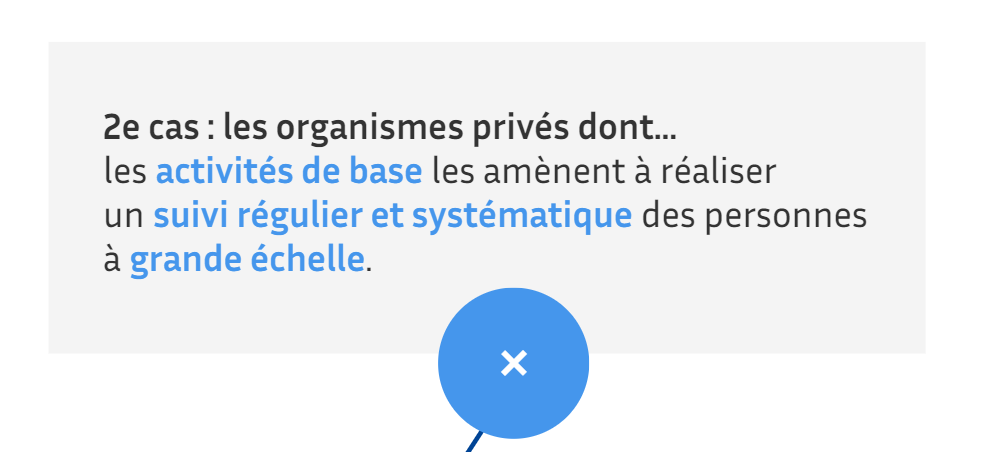 2e cas : les organismes privés dont...
les activités de base les amènent à réaliser
un suivi régulier et systématique des personnes
à grande échelle.